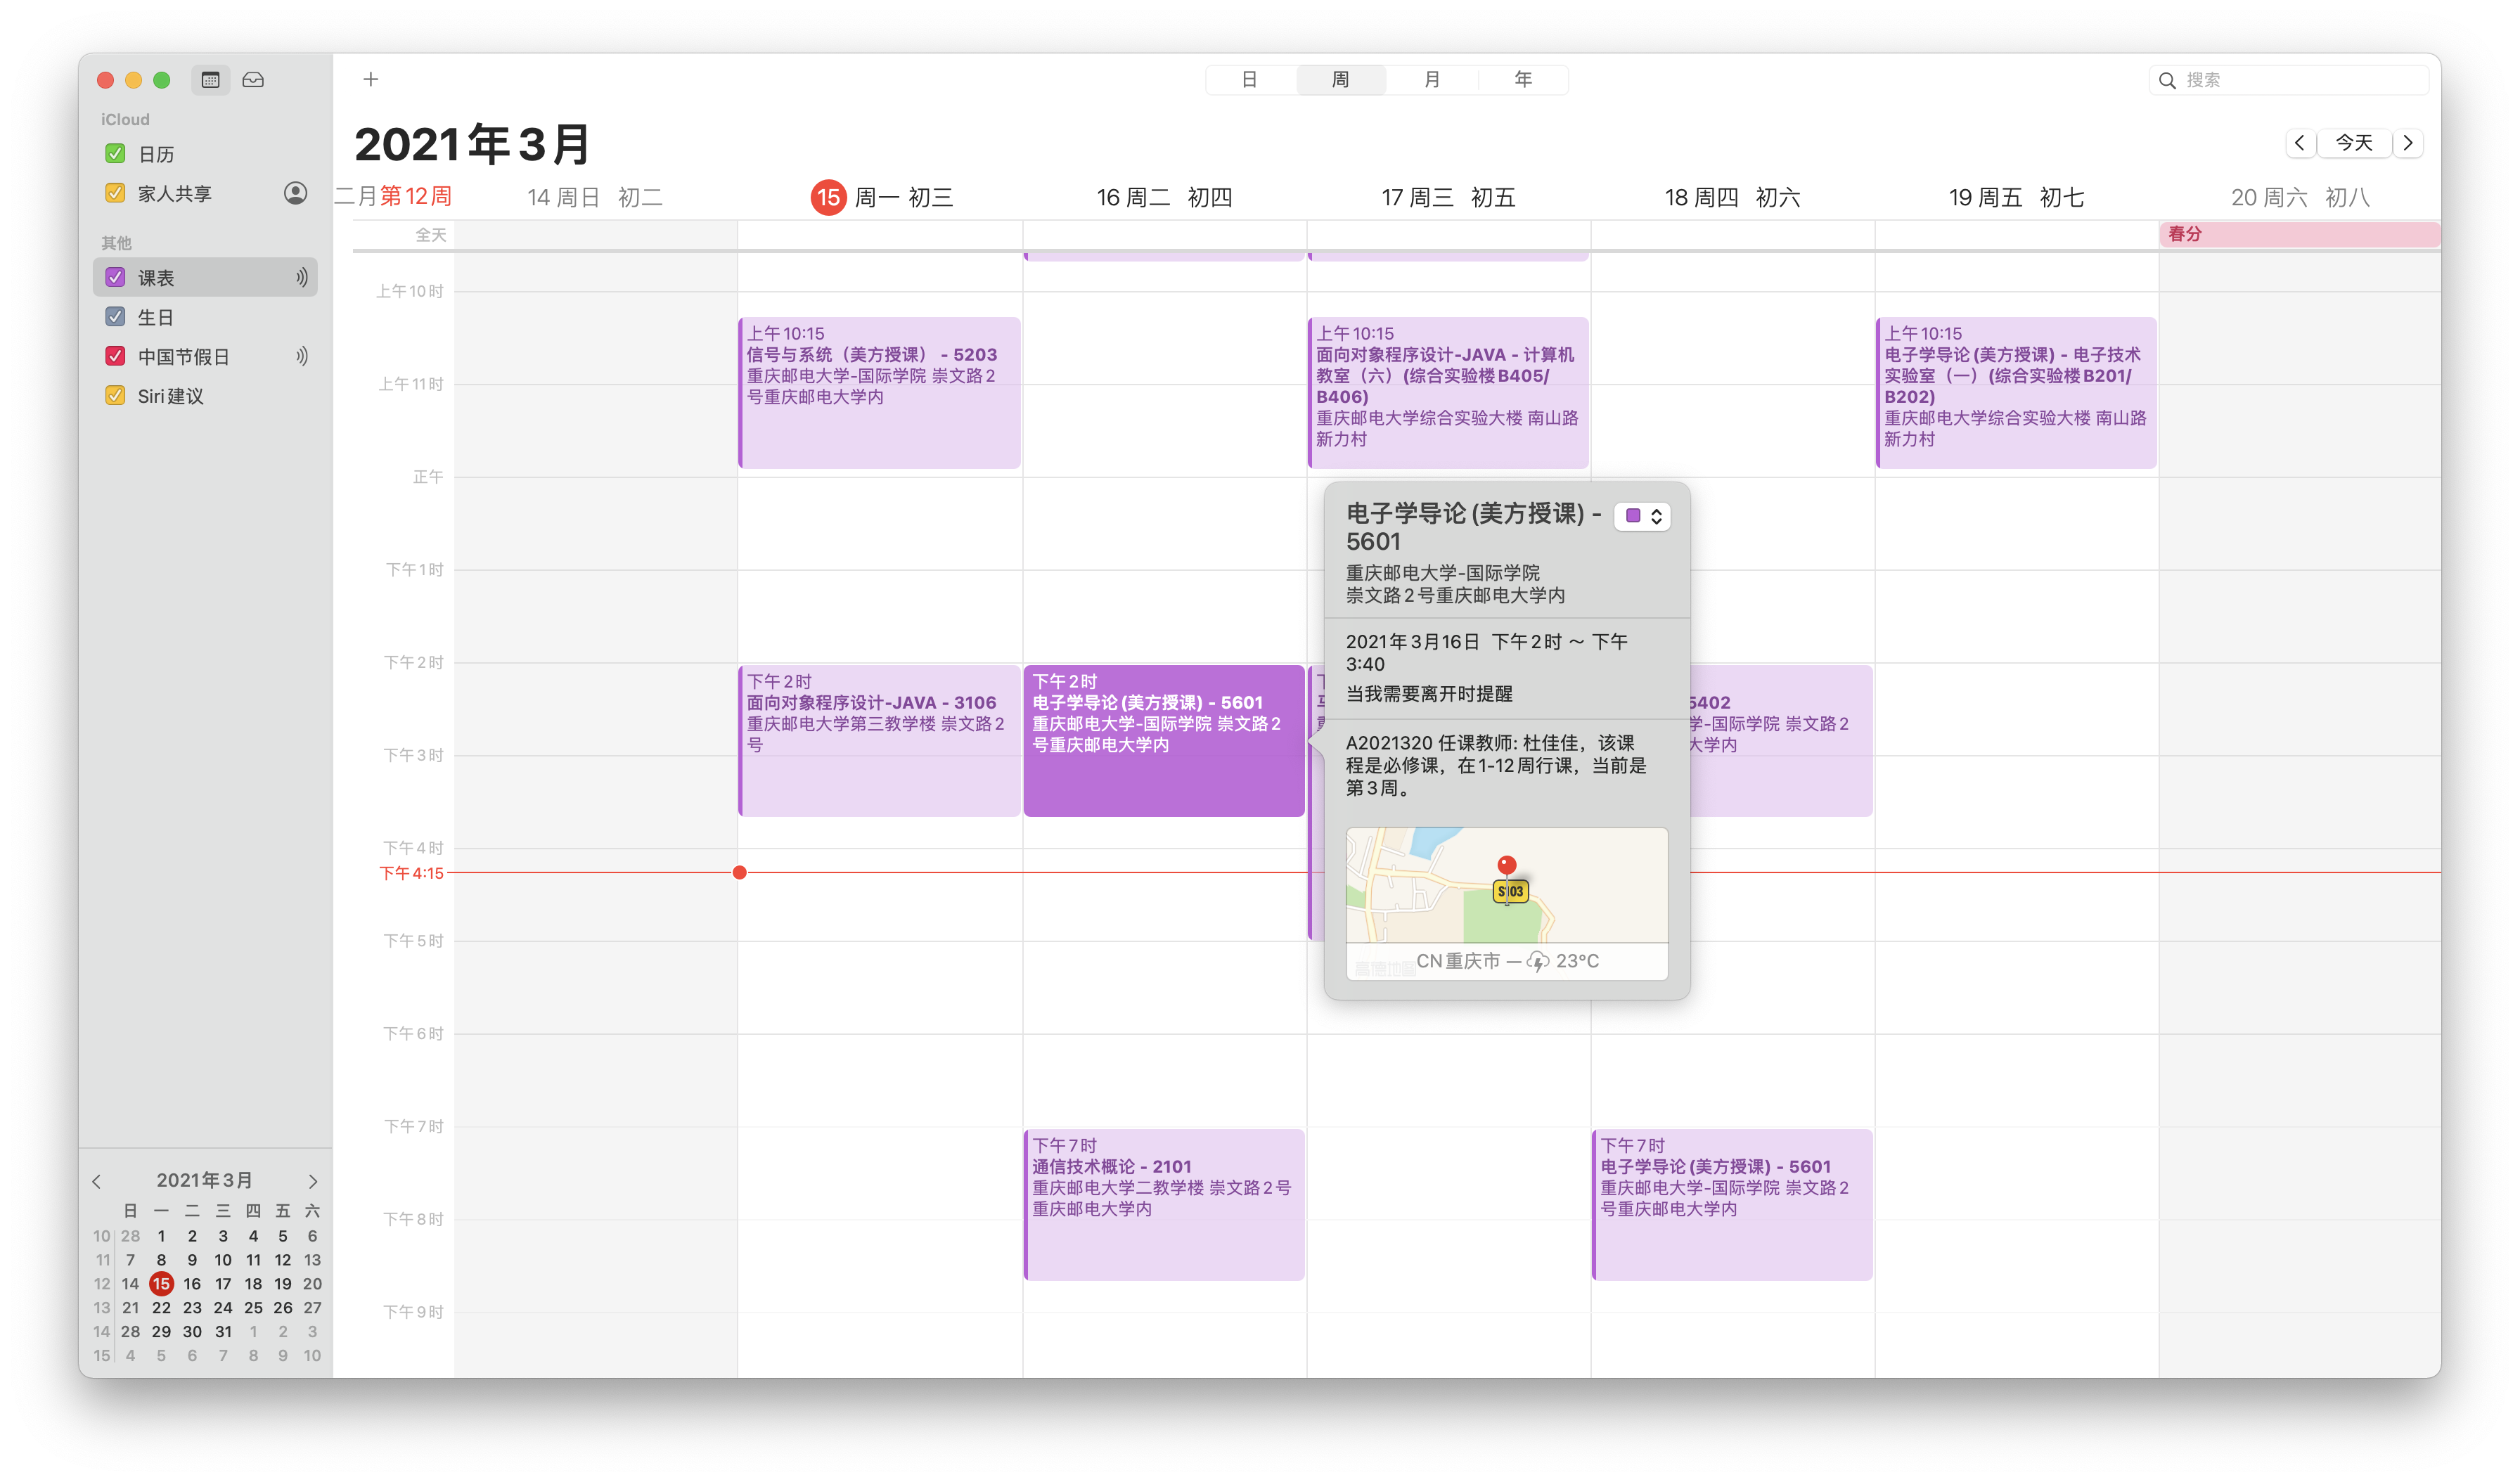 日 周 月 年
搜索
iCloud
日历
家人共享
其他
课表
生日
中国节假日
Siri建议
2021年3月
今天
二月第12周
14 周日 初二
15 周一 初三
16 周二 初四
17 周三 初五
18 周四 初六
19 周五 初七
20 周六 初八
全天
春分
上午10时
上午11时
正午
下午1时
下午2时
下午3时
下午4时
下午4:15
下午5时
下午6时
下午7时
下午8时
下午9时
上午10:15
信号与系统（美方授课） - 5203
重庆邮电大学-国际学院 崇文路2
号重庆邮电大学内
下午2时
面向对象程序设计-JAVA - 3106
重庆邮电大学第三教学楼 崇文路2
号
下午2时
电子学导论(美方授课) - 5601
重庆邮电大学-国际学院 崇文路2
号重庆邮电大学内
下午7时
通信技术概论 - 2101
重庆邮电大学二教学楼 崇文路2号
重庆邮电大学内
上午10:15
面向对象程序设计-JAVA - 计算机
教室（六）(综合实验楼B405/
B406)
重庆邮电大学综合实验大楼 南山路
新力村
电子学导论(美方授课) -
5601
重庆邮电大学-国际学院
崇文路2号重庆邮电大学内
2021年3月16日 下午2时 ～ 下午
3:40
当我需要离开时提醒
A2021320 任课教师: 杜佳佳，该课
程是必修课，在1-12周行课，当前是
第3周。
S103
高德地图
CN重庆市 — 23°C
5402
学-国际学院 崇文路2
大学内
下午7时
电子学导论(美方授课) - 5601
重庆邮电大学-国际学院 崇文路2
号重庆邮电大学内
上午10:15
电子学导论(美方授课) - 电子技术
实验室（一）(综合实验楼B201/
B202)
重庆邮电大学综合实验大楼 南山路
新力村
2021年3月
日 一 二 三 四 五 六
10 28 1 2 3 4 5 6
11 7 8 9 10 11 12 13
12 14 15 16 17 18 19 20
13 21 22 23 24 25 26 27
14 28 29 30 31 1 2 3
15 4 5 6 7 8 9 10